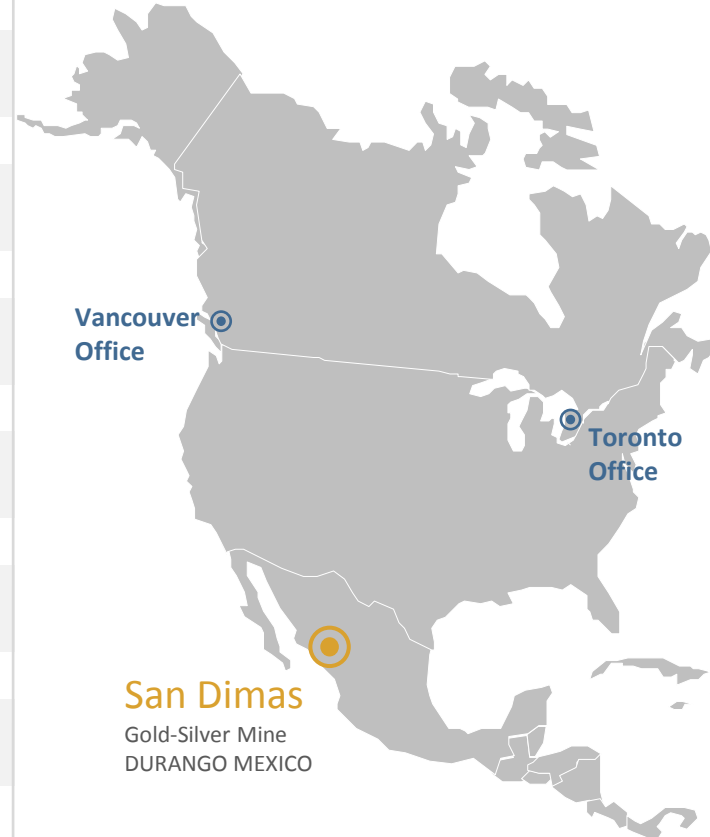 Vancouver
Office
Toronto
Office
San Dimas
Gold-Silver Mine
DURANGO MEXICO